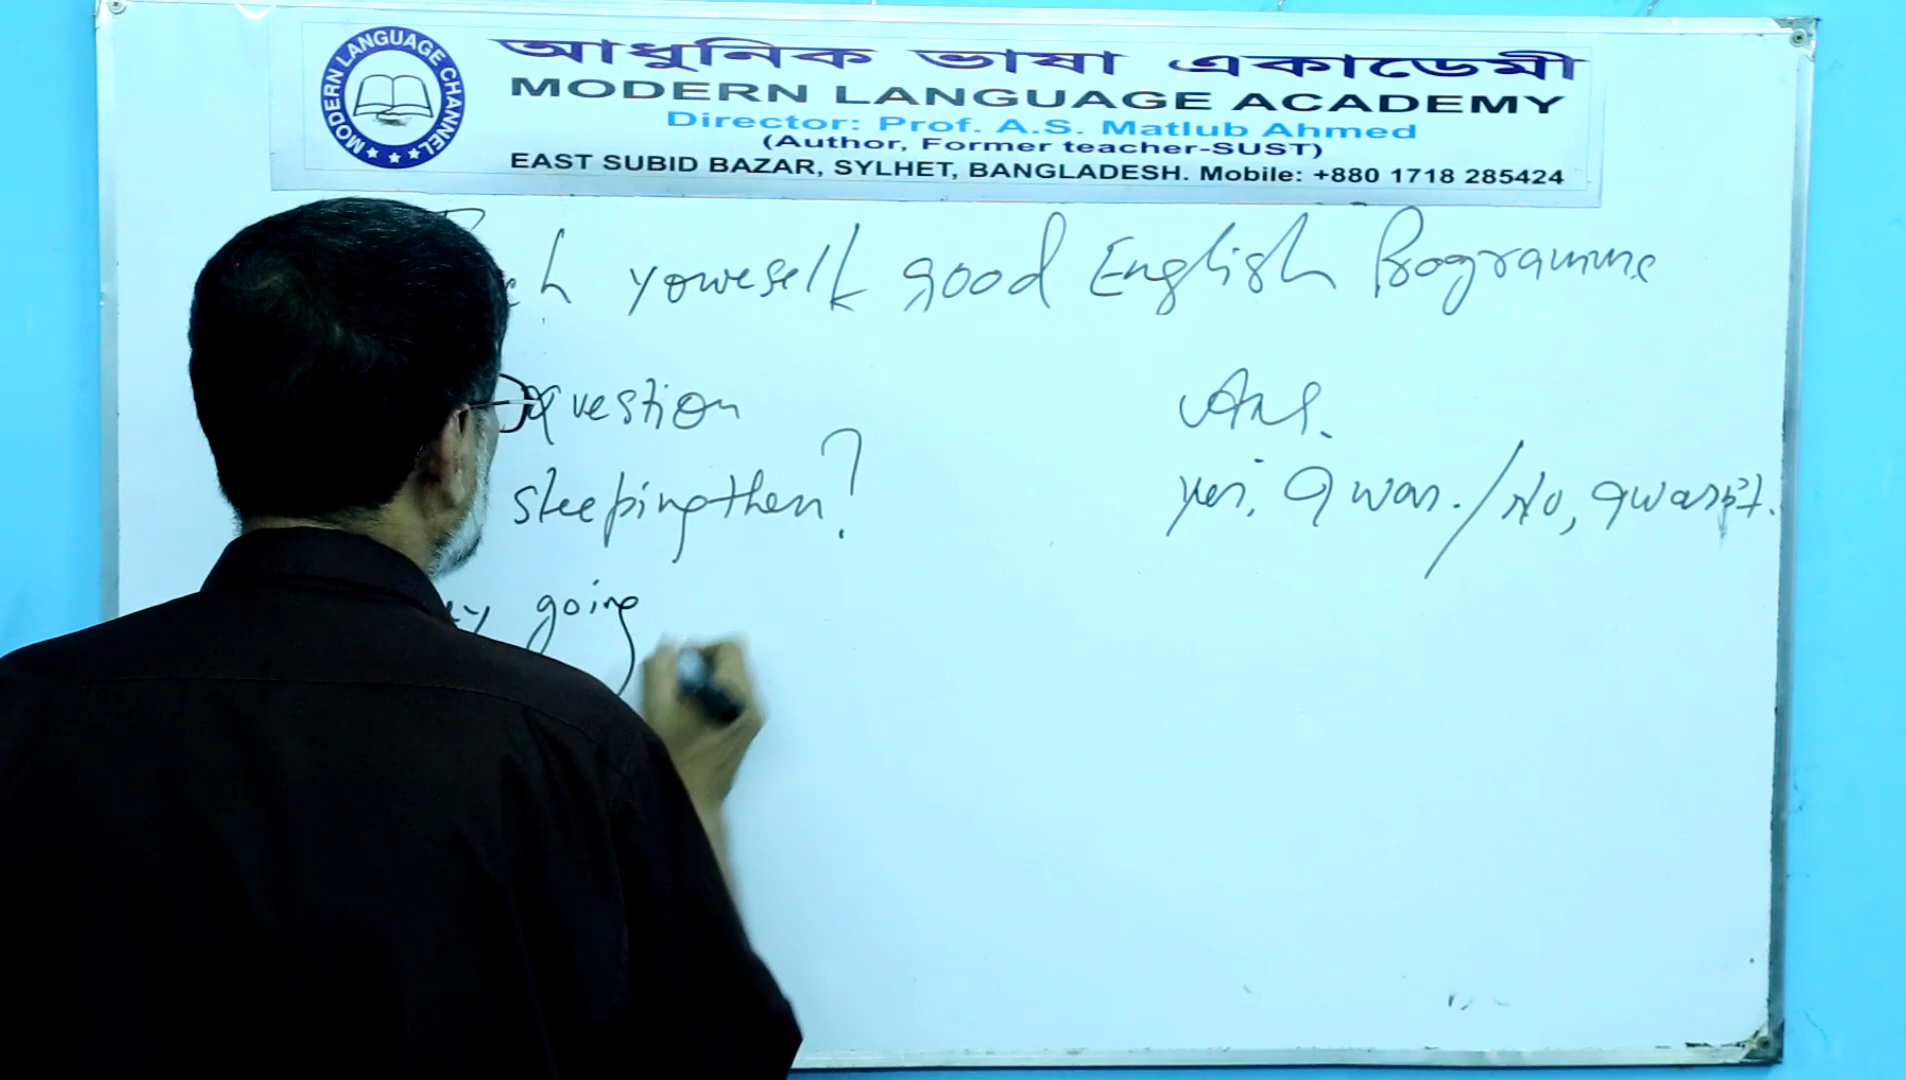 MODERN LANGUAGE CHANNEL
আধুনিক ভাষা একাডেমী
MODERN LANGUAGE ACADEMY
Director: Prof. A.S. Matlub Ahmed
(Author, Former teacher-SUST)
EAST SUBID BAZAR, SYLHET, BANGLADESH. Mobile: +880 1718 285424
yourself good English Programme
question
Ans.
sleeping then?
yes, I was. / No, I wasn't.
going